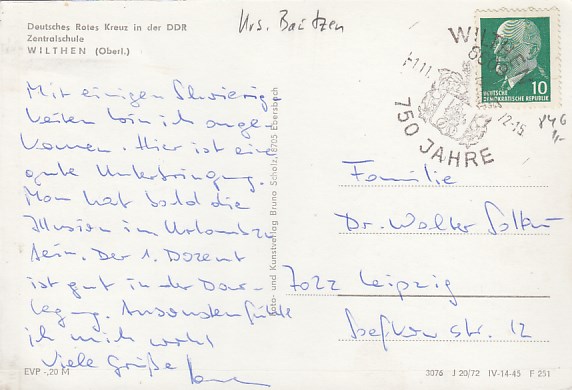 Deutsches Rotes Kreuz in der DDR
Zentralschule
WILTHEN (Oberl.)
Krs. Bautzen
WILTHEN
750 JAHRE
10
DEUTSCHE
DEMOKRATISCHE REPUBLIK
Mit einigen Schwierig-
keiten bin ich ange-
kommen. Hier ist eine
gute Unterbringung.
Man hat bald die
Illusion im Urlaub zu
sein. Der 1. Dozent
ist gut in der Dar-
legung. Ansonsten fühle
ich mich wohl
Viele Grüße
Foto- und Kunstverlag Bruno Scholz, 8705 Ebersbach
Familie
Dr. Walter
7022 Leipzig
str. 12
EVP -,20 M
3076 J 20/72 IV-14-45 F 251